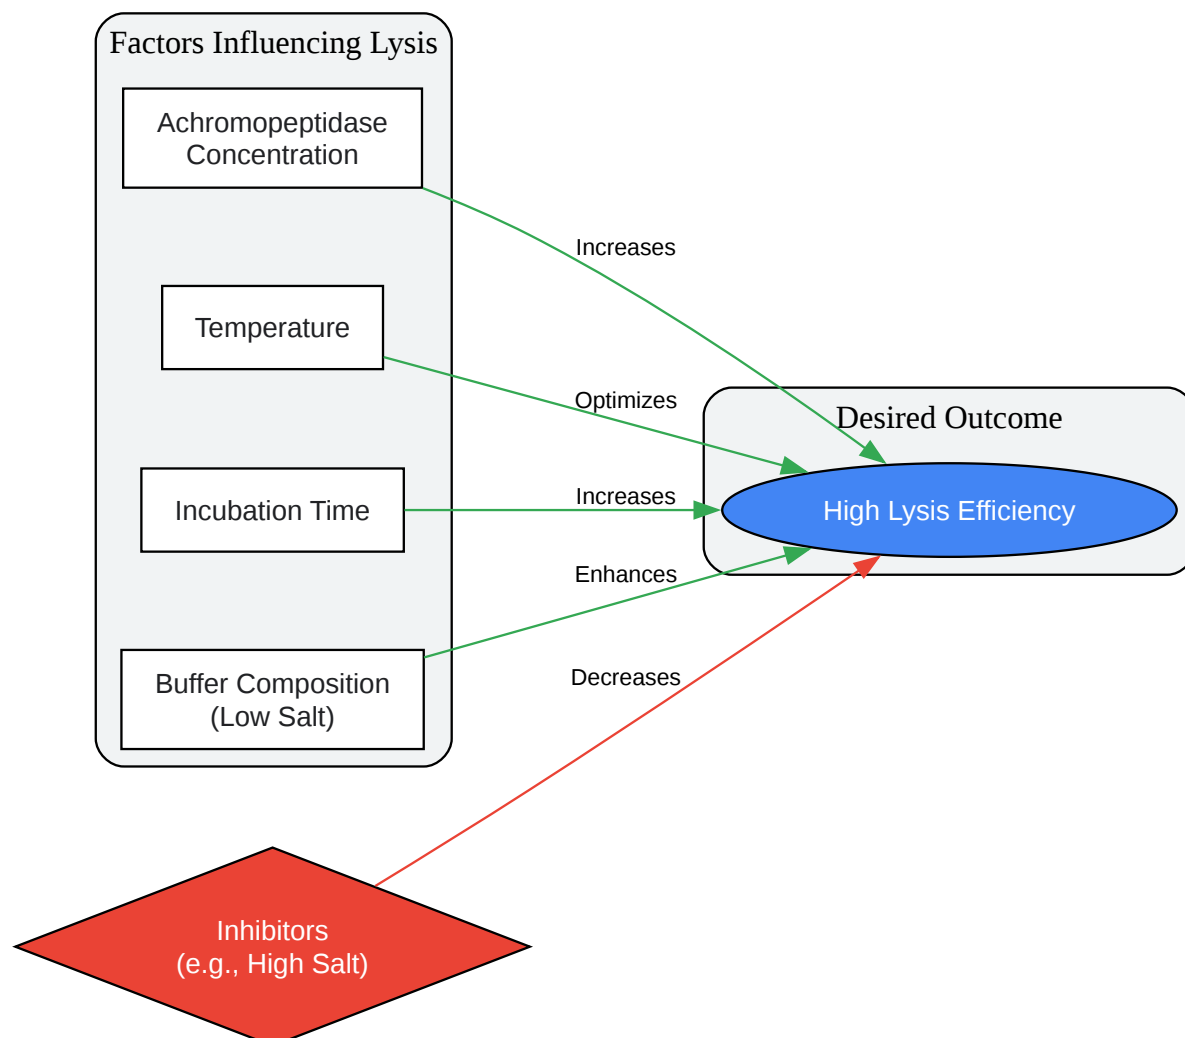 Factors Influencing Lysis
Achromopeptidase
Concentration
Increases
Temperature
Optimizes
Desired Outcome
Incubation Time
Increases
High Lysis Efficiency
Enhances
Buffer Composition
(Low Salt)
Decreases
Inhibitors
(e.g., High Salt)